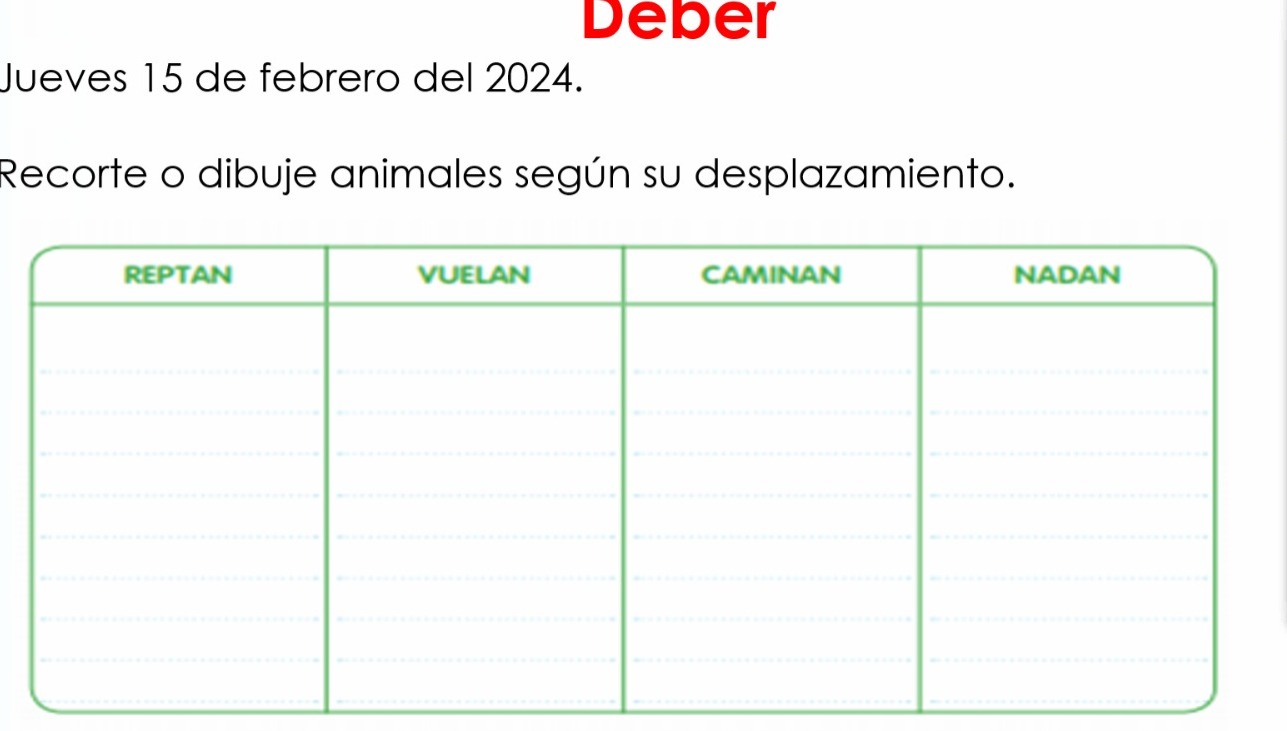 Deber
Jueves 15 de febrero del 2024.
Recorte o dibuje animales según su desplazamiento.
REPTAN VUELAN CAMINAN NADAN